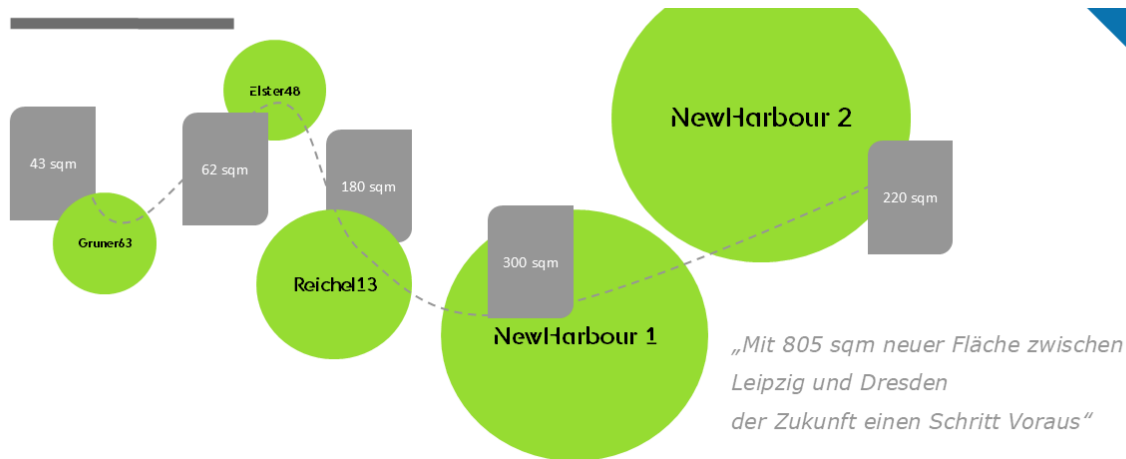 Elster48
NewHarbour 2
43 sqm
62 sqm
180 sqm
220 sqm
Gruner63
300 sqm
Reichel13
NewHarbour 1
„Mit 805 sqm neuer Fläche zwischen
Leipzig und Dresden
der Zukunft einen Schritt Voraus“